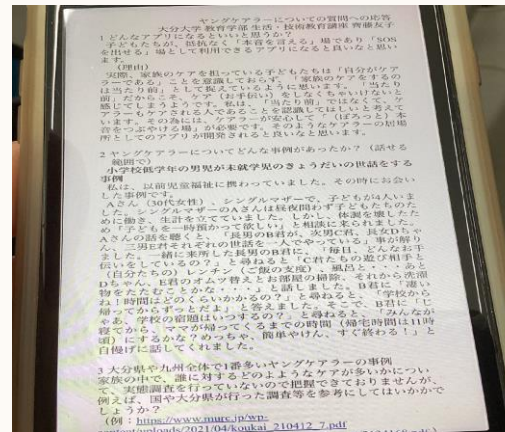 ヤングケアラーについての質問への応答
大分大学 教育学部 生活・技術教育講座 齊藤友子
1 どんなアプリになるといいと思うか？
子どもたちが、抵抗なく「本音を言える」場であり「SOS
を出せる」場として利用できるアプリになると良いなと思い
ます。
（理由）
実際、家族のケアを担っている子どもたちは「自分がケア
ラーである」ことを意識しておらず、「家族のケアをするの
は当たり前」として捉えているように思います。「当たり
前」だからこそ、ケア（お手伝い）をしなくちゃいけないと
感じてしまうようです。私は、「当たり前」ではなくて、ケ
アラーもケアされる人であることを認識してほしいと考えて
います。その為には、ケアラーが安心して「（ぽろっと）本
音をつぶやける場」が必要です。そのようなケアラーの居場
所としてのアプリが開発されると良いなと思います。
2 ヤングケアラーについてどんな事例があったか？（話せる
範囲で）
小学校低学年の男児が未就学児のきょうだいの世話をする
事例
私は、以前児童福祉に携わっていました。その時にお会い
した事例です。
Aさん（30代女性）、シングルマザーで、子どもが4人いま
した。シングルマザーのAさんは昼夜問わず子どもたちのた
めに働き、生計を立てていました。しかし、体調を壊したた
め「子どもを一時預かって欲しい」と相談に来られました。
Aさんの話を聴くと、「長男のB君が、次男C君、長女Dちゃ
ん、三男E君それぞれの世話を一人でやっている」事が解り
ました。一緒に来所した長男のB君に、「毎日、どんなお手
伝いをしているの？」と尋ねると「C君たちの遊び相手と
（自分たちの）レンチン（ご飯の支度）、風呂と・・、あと
Dちゃん、E君のオムツ替えとお部屋の掃除、それから洗濯
物をたたむことかな・・」と話しました。B君に「凄い
ね！時間はどのくらいかかるの？」と尋ねると、「学校から
帰ってからずっとだよ」と答えました。そこで、B君に「じ
ゃあ、学校の宿題はいつするの？」と尋ねると、「みんなが
寝てから、ママが帰ってくるまでの時間（帰宅時間は11時
頃）にするかな？めっちゃ、簡単やけん、すぐ終わる！」と
自慢げに話してくれました。
3 大分県や九州全体で1番多いヤングケアラーの事例
家族の中で、誰に対するどのようなケアが多いかについ
て、実態調査を行っていないので把握できておりませんが、
例えば、国や大分県が行った調査等を参考にしてはいかがで
しょうか？
（例：https://www.murc.jp/wp-
content/uploads/2021/04/koukai_210412_7.pdf